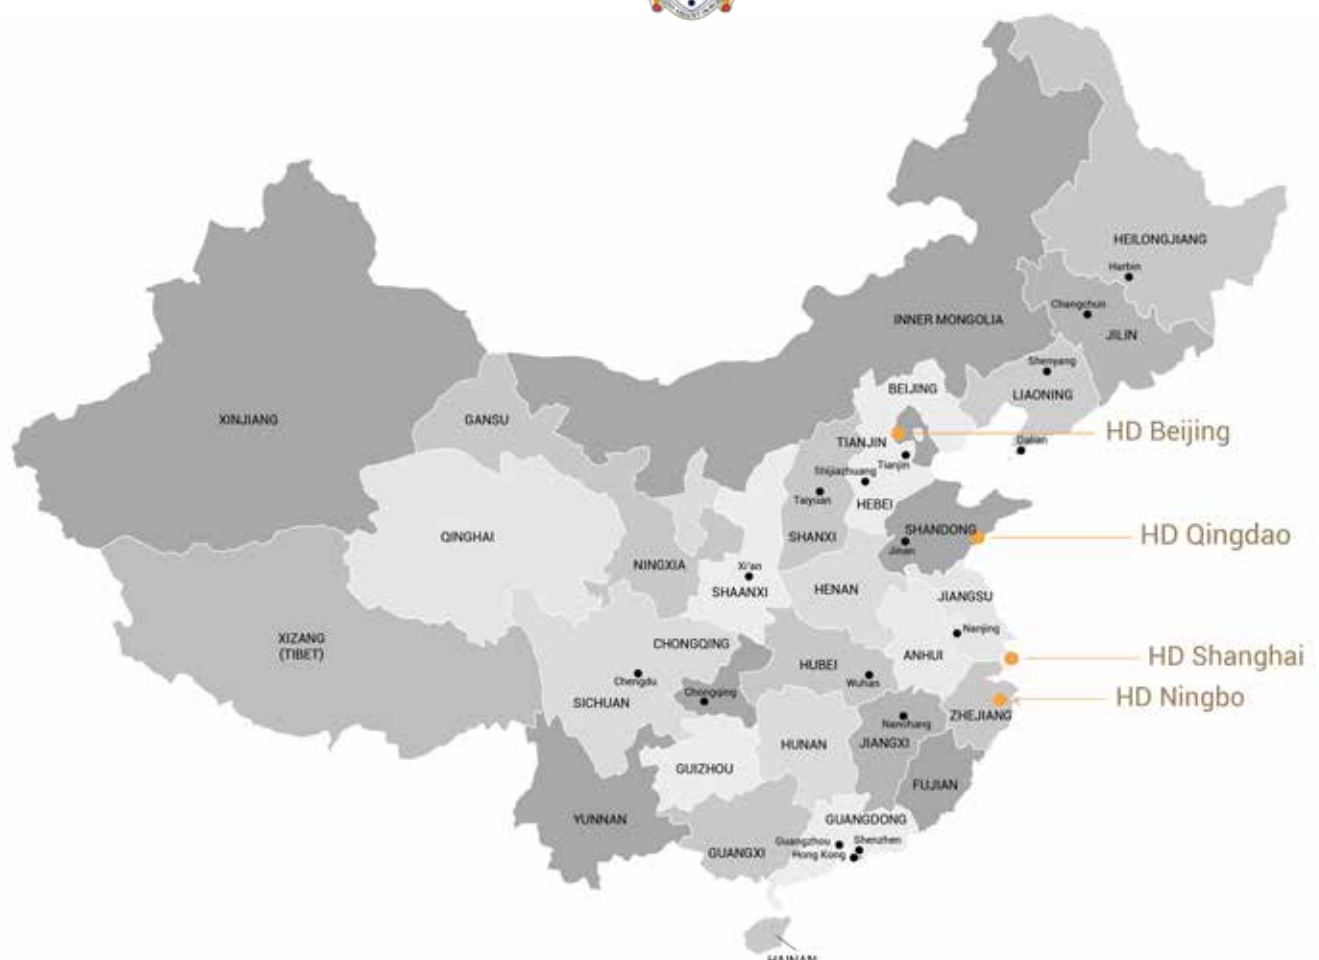 HEILONGJIANG
Harbin
Changchun
INNER MONGOLIA
JILIN
Shenyang
BEIJING
LIAONING
XINJIANG
GANSU
HD Beijing
TIANJIN
Dalian
Tianjin
Shijiazhuang
Taiyuan
HEBEI
SHANDONG
HD Qingdao
QINGHAI
SHANXI
Jinan
NINGXIA
Xi'an
SHAANXI
HENAN
JIANGSU
Nanjing
XIZANG
(TIBET)
CHONGQING
ANHUI
HD Shanghai
HUBEI
Wuhan
Chengdu
Chongqing
HD Ningbo
SICHUAN
ZHEJIANG
Nanchang
HUNAN
JIANGXI
GUIZHOU
FUJIAN
YUNNAN
GUANGDONG
Guangzhou
Shenzhen
GUANGXI
Hong Kong
HAINAN